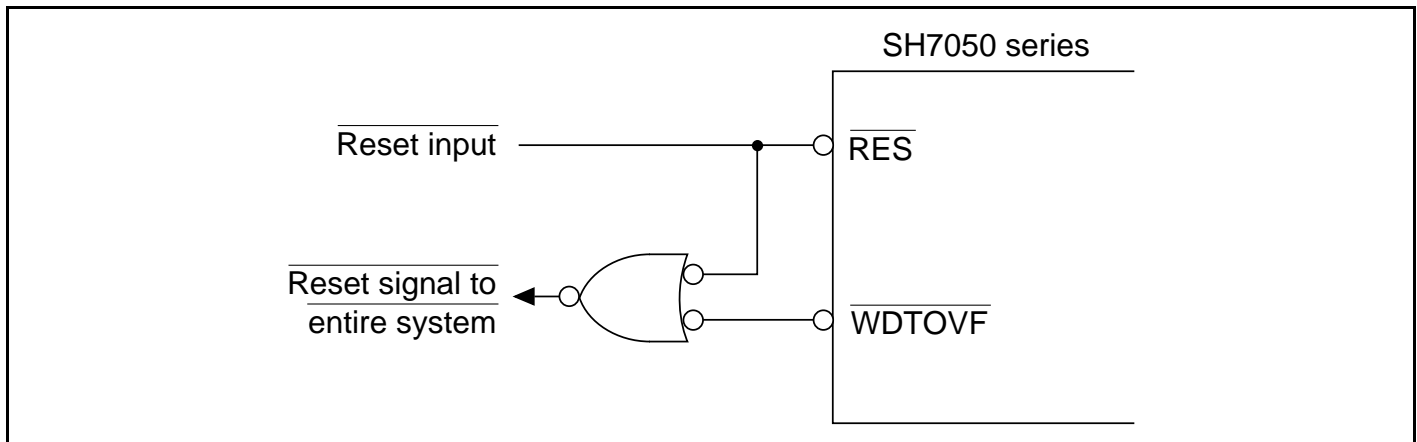 SH7050 series
Reset input
RES
Reset signal to
entire system
WDTOVF